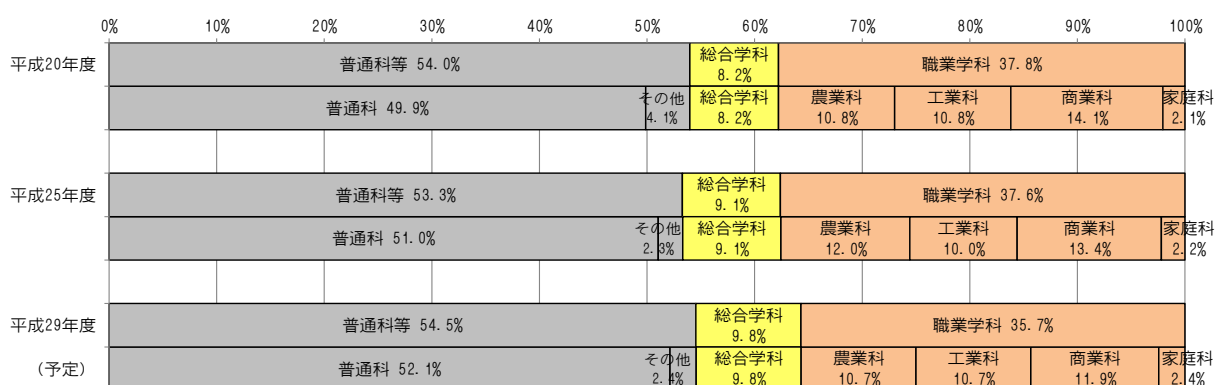 0% 10% 20% 30% 40% 50% 60% 70% 80% 90% 100%
平成20年度
普通科等 54.0%
総合学科
8.2%
職業学科 37.8%
普通科 49.9%
その他
4.1%
総合学科
8.2%
農業科
10.8%
工業科
10.8%
商業科
14.1%
家庭科
2.1%
平成25年度
普通科等 53.3%
総合学科
9.1%
職業学科 37.6%
普通科 51.0%
その他
2.3%
総合学科
9.1%
農業科
12.0%
工業科
10.0%
商業科
13.4%
家庭科
2.2%
平成29年度
普通科等 54.5%
総合学科
9.8%
職業学科 35.7%
(予定)
普通科 52.1%
その他
2.4%
総合学科
9.8%
農業科
10.7%
工業科
10.7%
商業科
11.9%
家庭科
2.4%